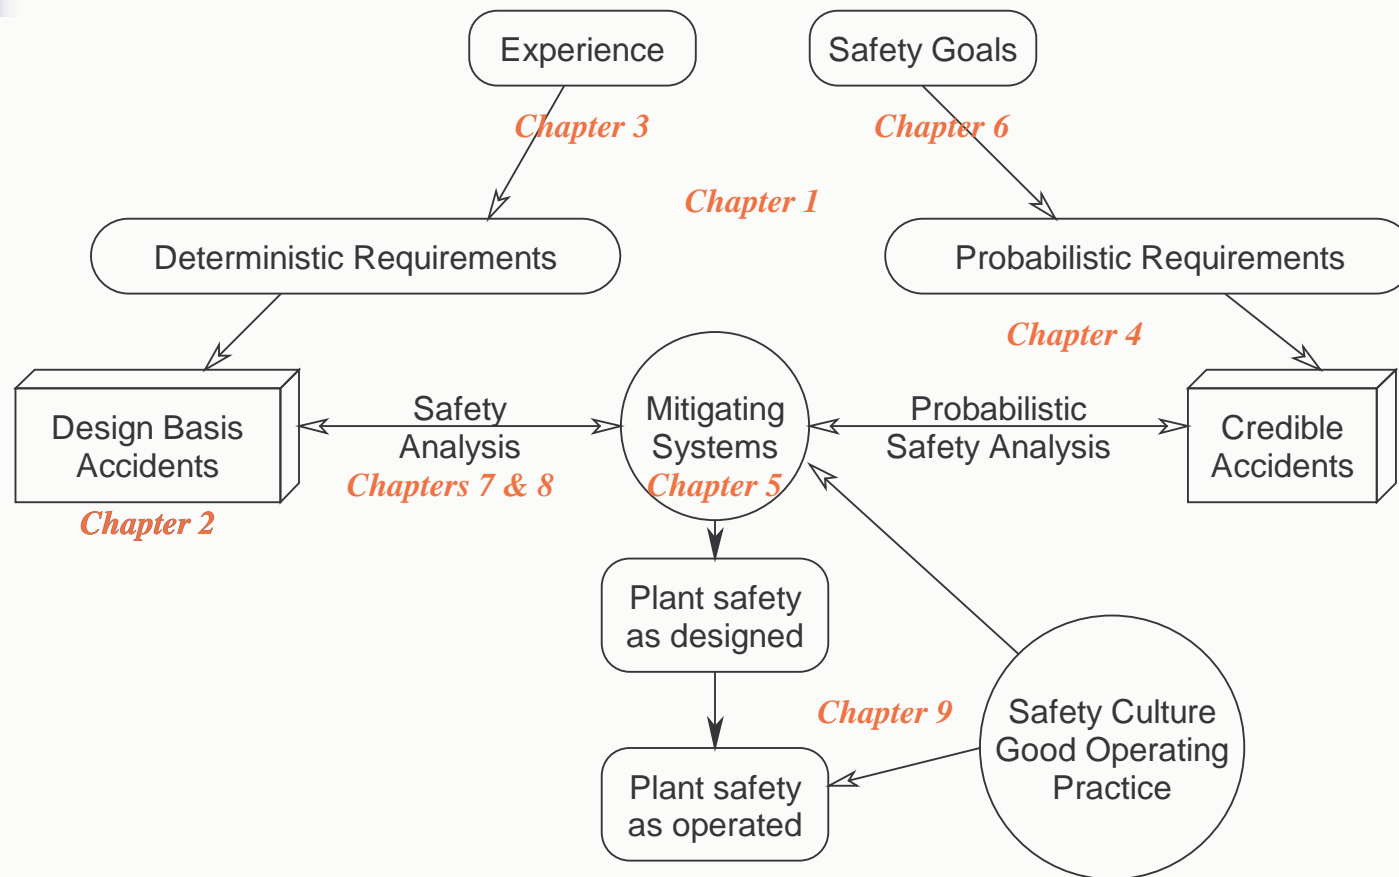 Experience
Safety Goals
Chapter 3
Chapter 6
Chapter 1
Deterministic Requirements
Probabilistic Requirements
Chapter 4
Design Basis
Accidents
Chapter 2
Safety
Analysis
Chapters 7 & 8
Mitigating
Systems
Chapter 5
Probabilistic
Safety Analysis
Credible
Accidents
Plant safety
as designed
Chapter 9
Safety Culture
Good Operating
Practice
Plant safety
as operated